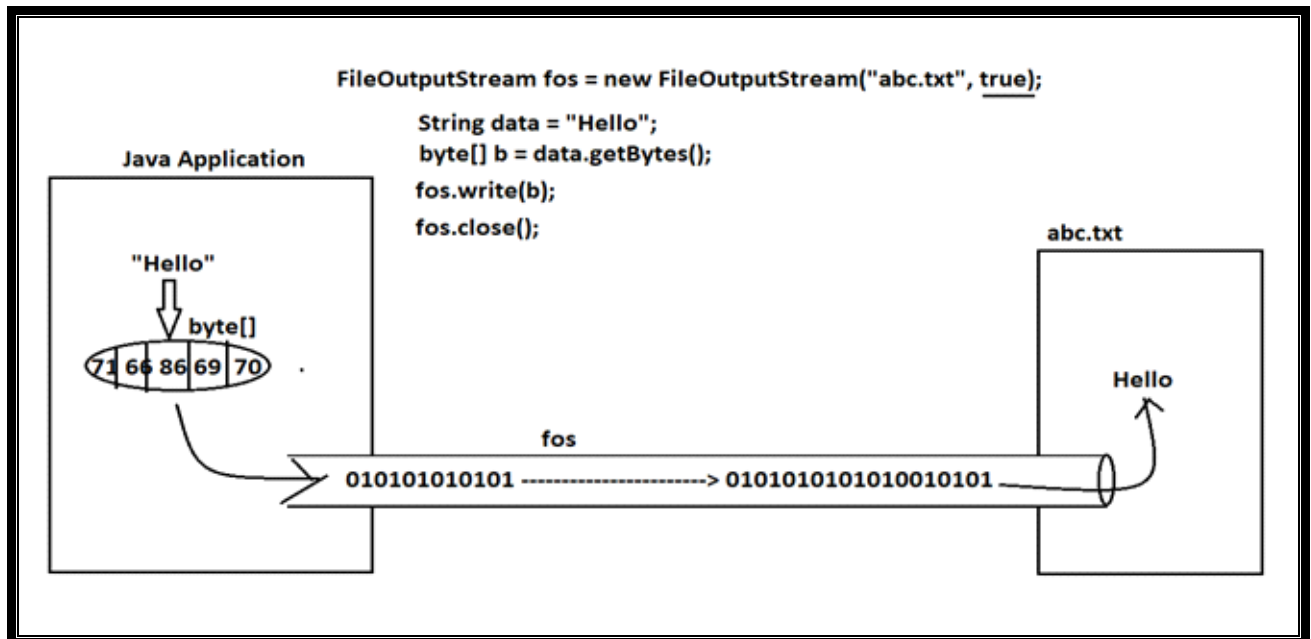 FileOutputStream fos = new FileOutputStream("abc.txt", true);
String data = "Hello";
byte[] b = data.getBytes();
fos.write(b);
fos.close();
Java Application
"Hello"
byte[]
71 66 86 69 70 .
abc.txt
Hello
fos
010101010101 -----------------------> 0101010101010010101